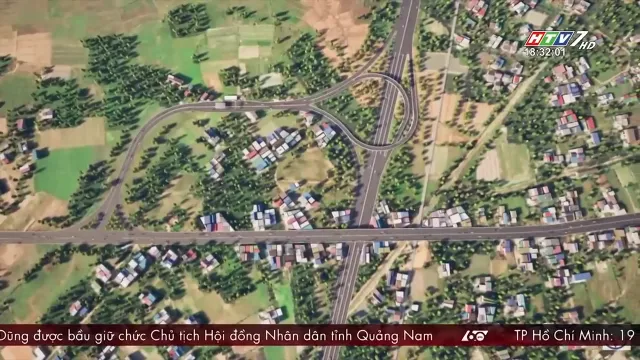 HTV7 HD
18:32:01
Dũng được bầu giữ chức Chủ tịch Hội đồng Nhân dân tỉnh Quảng Nam 60 TP Hồ Chí Minh: 19